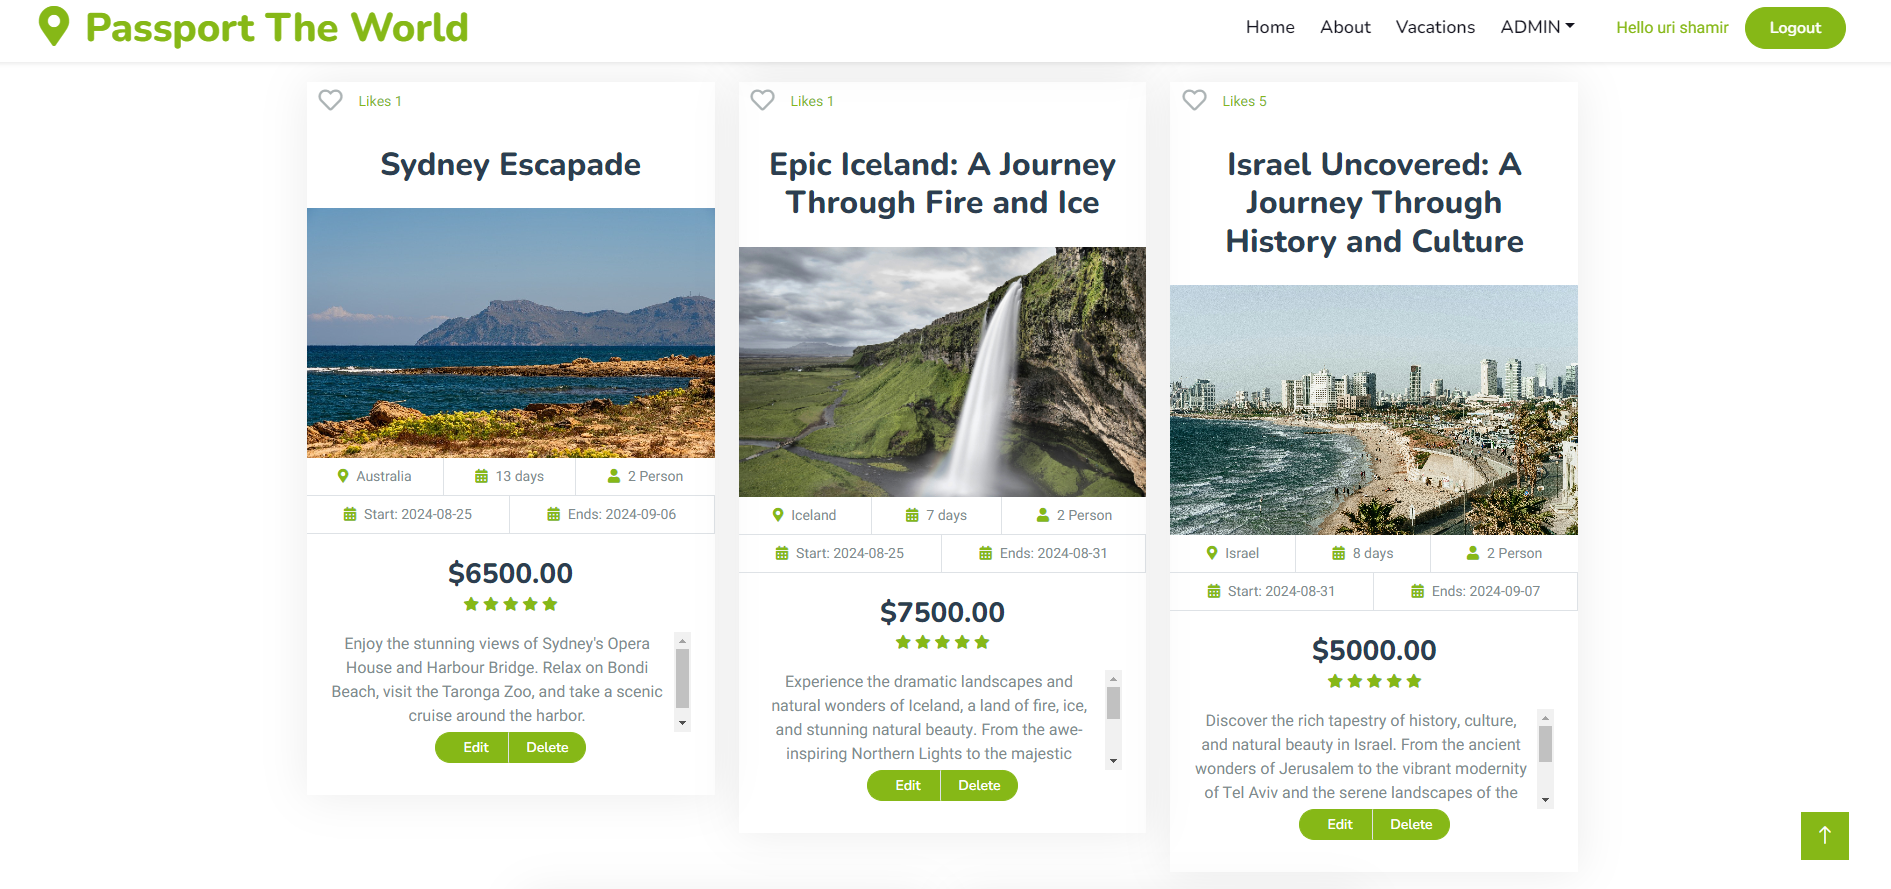 Passport The World
Home About Vacations ADMIN Hello uri shamir Logout
Likes 1
Sydney Escapade
Australia 13 days 2 Person
Start: 2024-08-25 Ends: 2024-09-06
$6500.00
Enjoy the stunning views of Sydney's Opera
House and Harbour Bridge. Relax on Bondi
Beach, visit the Taronga Zoo, and take a scenic
cruise around the harbor.
Edit Delete
Likes 1
Epic Iceland: A Journey
Through Fire and Ice
Iceland 7 days 2 Person
Start: 2024-08-25 Ends: 2024-08-31
$7500.00
Experience the dramatic landscapes and
natural wonders of Iceland, a land of fire, ice,
and stunning natural beauty. From the awe-
inspiring Northern Lights to the majestic
Edit Delete
Likes 5
Israel Uncovered: A
Journey Through
History and Culture
Israel 8 days 2 Person
Start: 2024-08-31 Ends: 2024-09-07
$5000.00
Discover the rich tapestry of history, culture,
and natural beauty in Israel. From the ancient
wonders of Jerusalem to the vibrant modernity
of Tel Aviv and the serene landscapes of the
Edit Delete